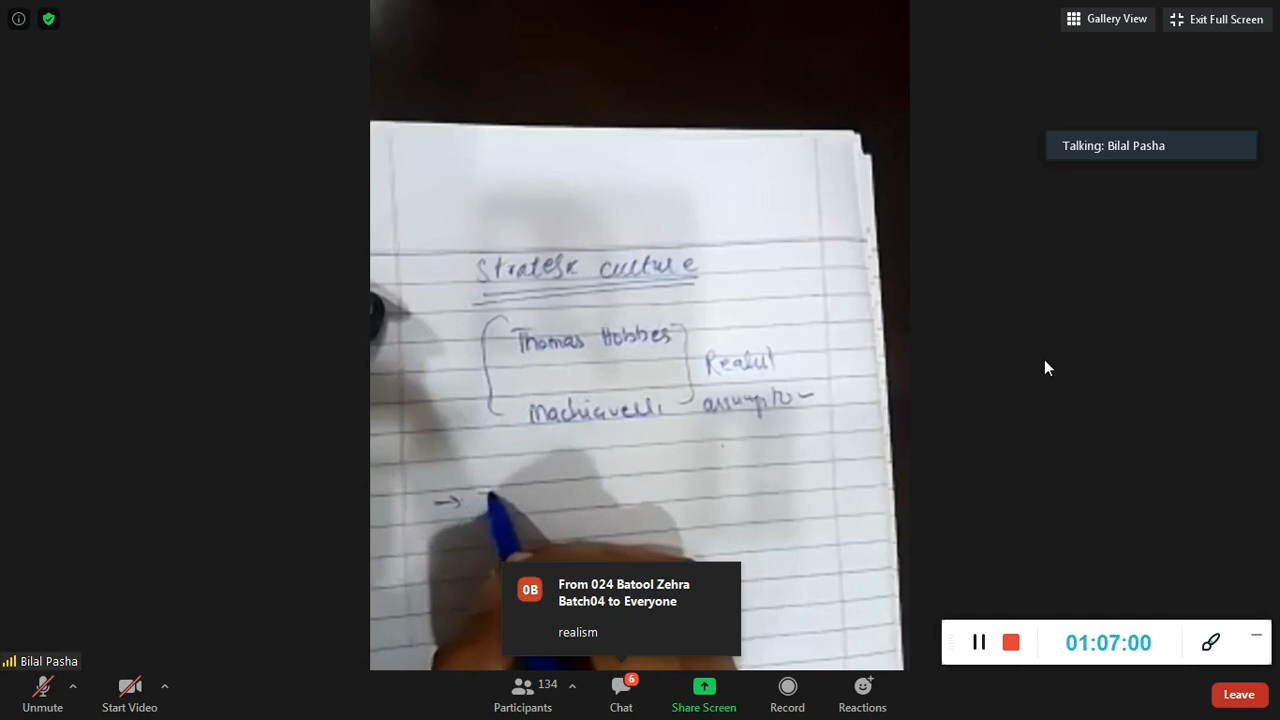 Gallery View
Exit Full Screen
Talking: Bilal Pasha
Strategic culture
Thomas Hobbes
Realist
Machiavelli
assumption
→
0B
From 024 Batool Zehra
Batch04 to Everyone
realism
01:07:00
Bilal Pasha
Unmute
Start Video
134
Participants
6
Chat
Share Screen
Record
Reactions
Leave